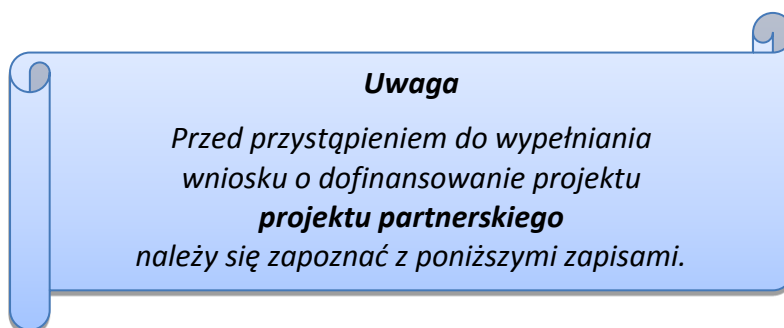 Uwaga
Przed przystąpieniem do wypełniania
wniosku o dofinansowanie projektu
projektu partnerskiego
należy się zapoznać z poniższymi zapisami.